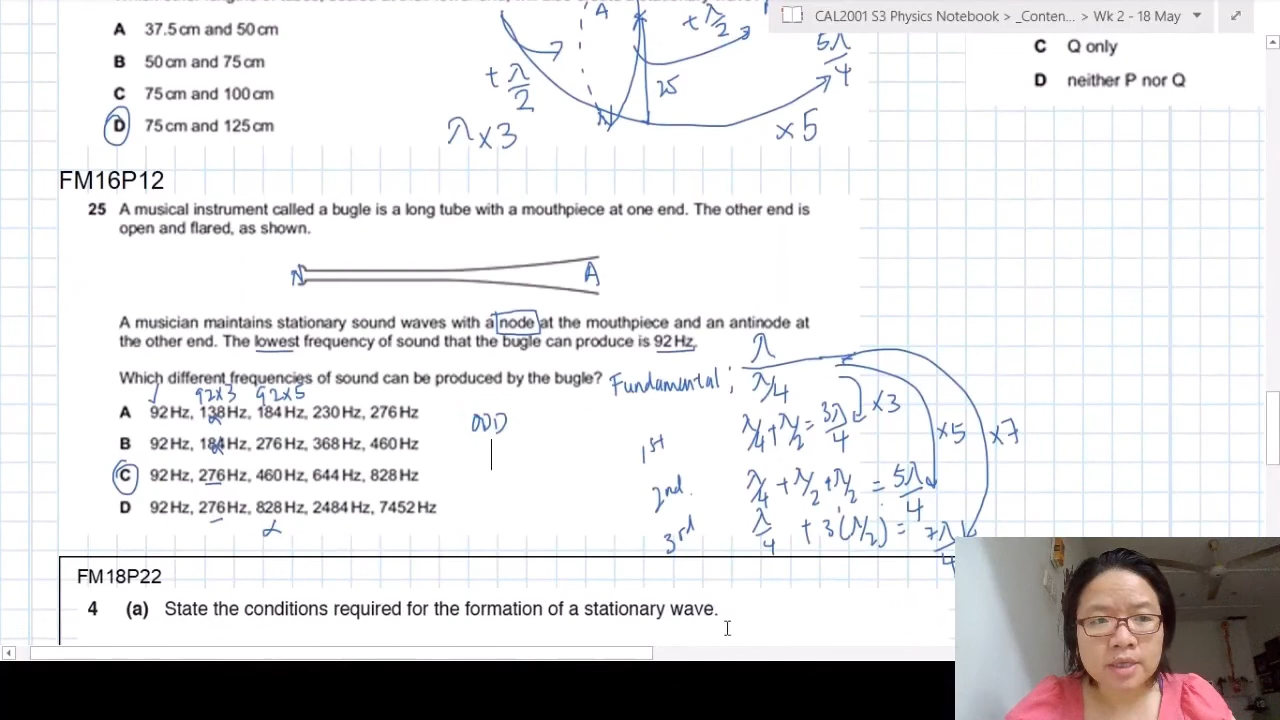 CAL2001 S3 Physics Notebook > _Conten... > Wk 2 - 18 May
A 37.5 cm and 50 cm
B 50 cm and 75 cm
C 75 cm and 100 cm
D 75 cm and 125 cm
A
+ λ/2
+ λ/2
25
5λ/4
λ x 3
x 5
C Q only
D neither P nor Q
FM16P12
25 A musical instrument called a bugle is a long tube with a mouthpiece at one end. The other end is
open and flared, as shown.
N
A
A musician maintains stationary sound waves with a node at the mouthpiece and an antinode at
the other end. The lowest frequency of sound that the bugle can produce is 92 Hz.
Which different frequencies of sound can be produced by the bugle?
92x3 92x5
A 92 Hz, 138 Hz, 184 Hz, 230 Hz, 276 Hz
B 92 Hz, 184 Hz, 276 Hz, 368 Hz, 460 Hz
C 92 Hz, 276 Hz, 460 Hz, 644 Hz, 828 Hz
D 92 Hz, 276 Hz, 828 Hz, 2484 Hz, 7452 Hz
ODD
λ
Fundamental ; λ/4
1st λ/4 + λ/2 = 3λ/4 x3
2nd λ/4 + λ/2 + λ/2 = 5λ/4 x5
3rd λ/4 + 3(λ/2) = 7λ/4 x7
FM18P22
4 (a) State the conditions required for the formation of a stationary wave.